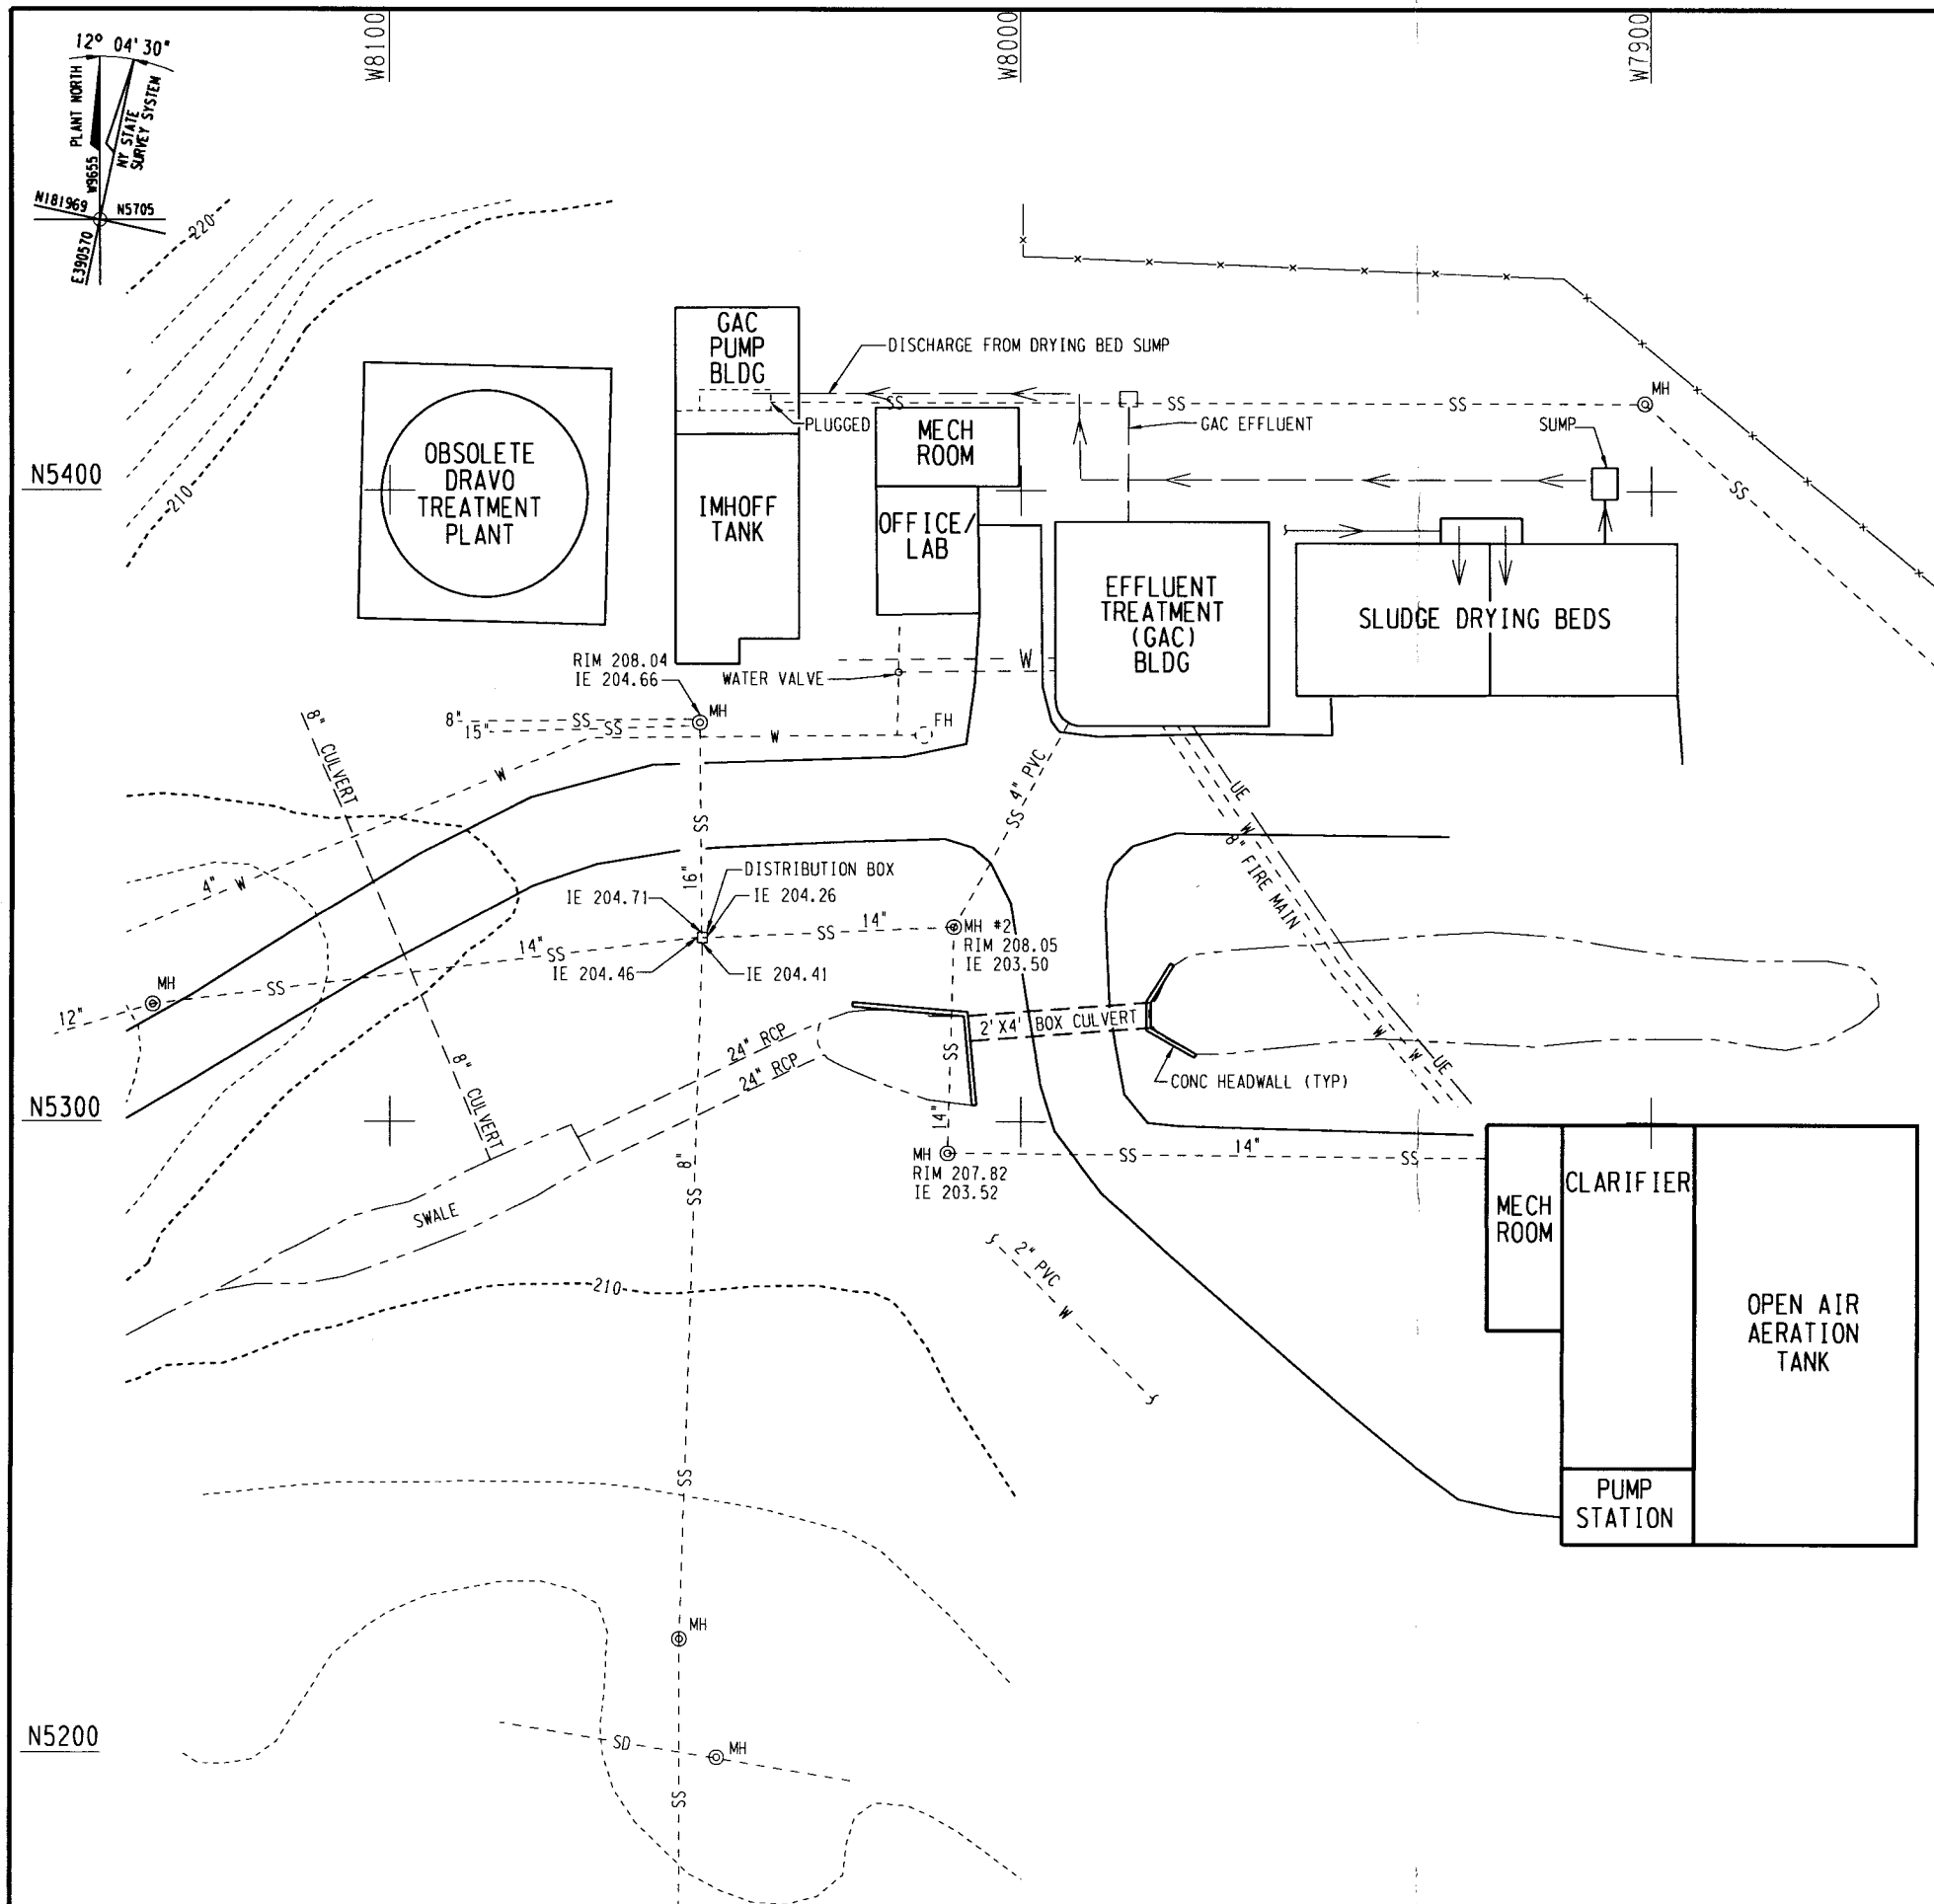 W8100
W8000
W7900
12° 04' 30"
PLANT NORTH
NY STATE
SURVEY SYSTEM
W9655
N181969
N5705
E390570
220
GAC
PUMP
BLDG
DISCHARGE FROM DRYING BED SUMP
MH
SS
SS
SS
PLUGGED
GAC EFFLUENT
SUMP
MECH
ROOM
OBSOLETE
DRAVO
TREATMENT
PLANT
N5400
210
IMHOFF
TANK
OFFICE/
LAB
SS
EFFLUENT
TREATMENT
(GAC)
BLDG
SLUDGE DRYING BEDS
RIM 208.04
IE 204.66
WATER VALVE
W
MH
8"
SS
15"
SS
W
FH
8" CULVERT
W
4" PVC
SS
UE
W
8" FIRE MAIN
SS
16"
DISTRIBUTION BOX
IE 204.71
IE 204.26
4"
W
14"
SS
14"
SS
MH #2
RIM 208.05
IE 203.50
IE 204.46
IE 204.41
MH
SS
12"
2'X4' BOX CULVERT
24" RCP
24" RCP
SS
W
W
UE
8" CULVERT
CONC HEADWALL (TYP)
N5300
14"
8"
MH
RIM 207.82
IE 203.52
SS
14"
SS
SS
SWALE
MECH
ROOM
CLARIFIER
2" PVC
W
210
OPEN AIR
AERATION
TANK
SS
PUMP
STATION
MH
N5200
SD
MH
SS